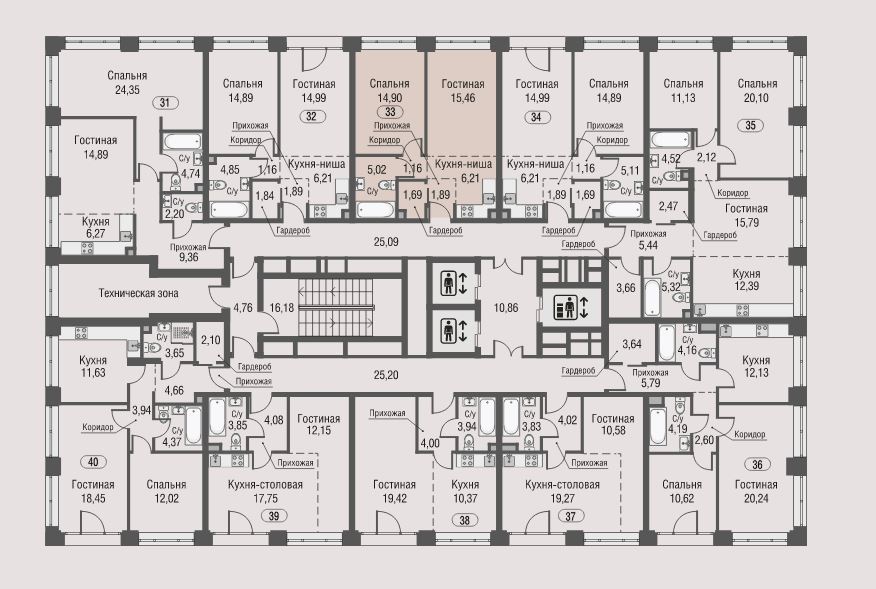 Спальня
24,35
31
Гостиная
14,89
Кухня
6,27
С/у
4,74
С/у
2,20
Прихожая
9,36
Спальня
14,89
Гостиная
14,99
32
Прихожая
Коридор
4,85
С/у
1,16
Кухня-ниша
6,21
1,84
1,89
Гардероб
Спальня
14,90
33
Гостиная
15,46
Прихожая
Коридор
5,02
С/у
1,16
Кухня-ниша
6,21
1,69
1,89
Гардероб
Гостиная
14,99
34
Спальня
14,89
Прихожая
Коридор
Кухня-ниша
6,21
1,16
5,11
С/у
1,89
1,69
Гардероб
Спальня
11,13
Спальня
20,10
35
С/у
4,52
2,12
Коридор
2,47
Гостиная
15,79
Прихожая
5,44
Гардероб
Гардероб
3,66
С/у
5,32
Кухня
12,39
25,09
Техническая зона
4,76
16,18
10,86
25,20
Кухня
11,63
С/у
3,65
2,10
Гардероб
Прихожая
4,66
3,94
Коридор
С/у
4,37
40
Гостиная
18,45
Спальня
12,02
С/у
3,85
4,08
Гостиная
12,15
Прихожая
Кухня-столовая
17,75
39
Прихожая
4,00
С/у
3,94
Гостиная
19,42
Кухня
10,37
38
С/у
3,83
4,02
Гостиная
10,58
Прихожая
Кухня-столовая
19,27
37
3,64
Гардероб
С/у
4,16
Прихожая
5,79
Кухня
12,13
С/у
4,19
2,60
Коридор
36
Спальня
10,62
Гостиная
20,24